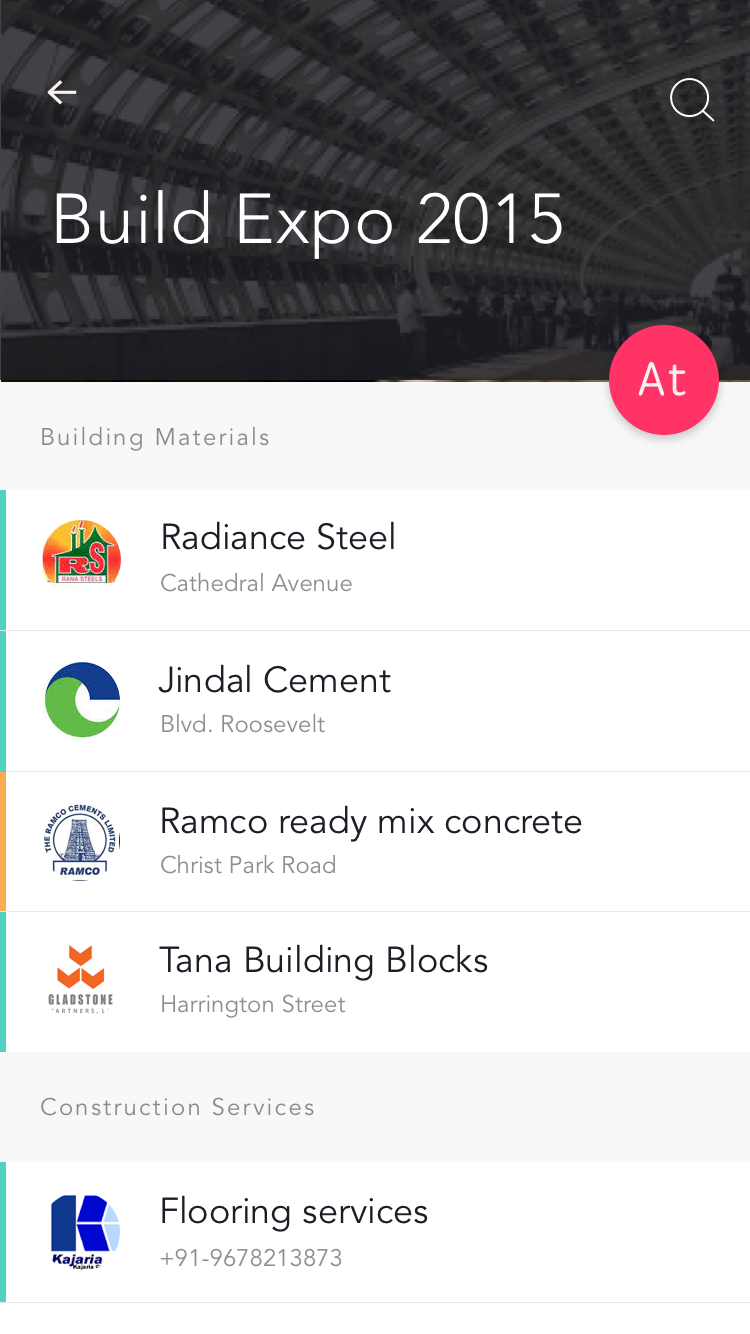 Build Expo 2015
At
Building Materials
RS
RANA STEELS
Radiance Steel
Cathedral Avenue
Jindal Cement
Blvd. Roosevelt
THE RAMCO CEMENTS LIMITED
RAMCO
Ramco ready mix concrete
Christ Park Road
GLADSTONE
ARTNERS, L
Tana Building Blocks
Harrington Street
Construction Services
Kajaria
Kajaria
Flooring services
+91-9678213873